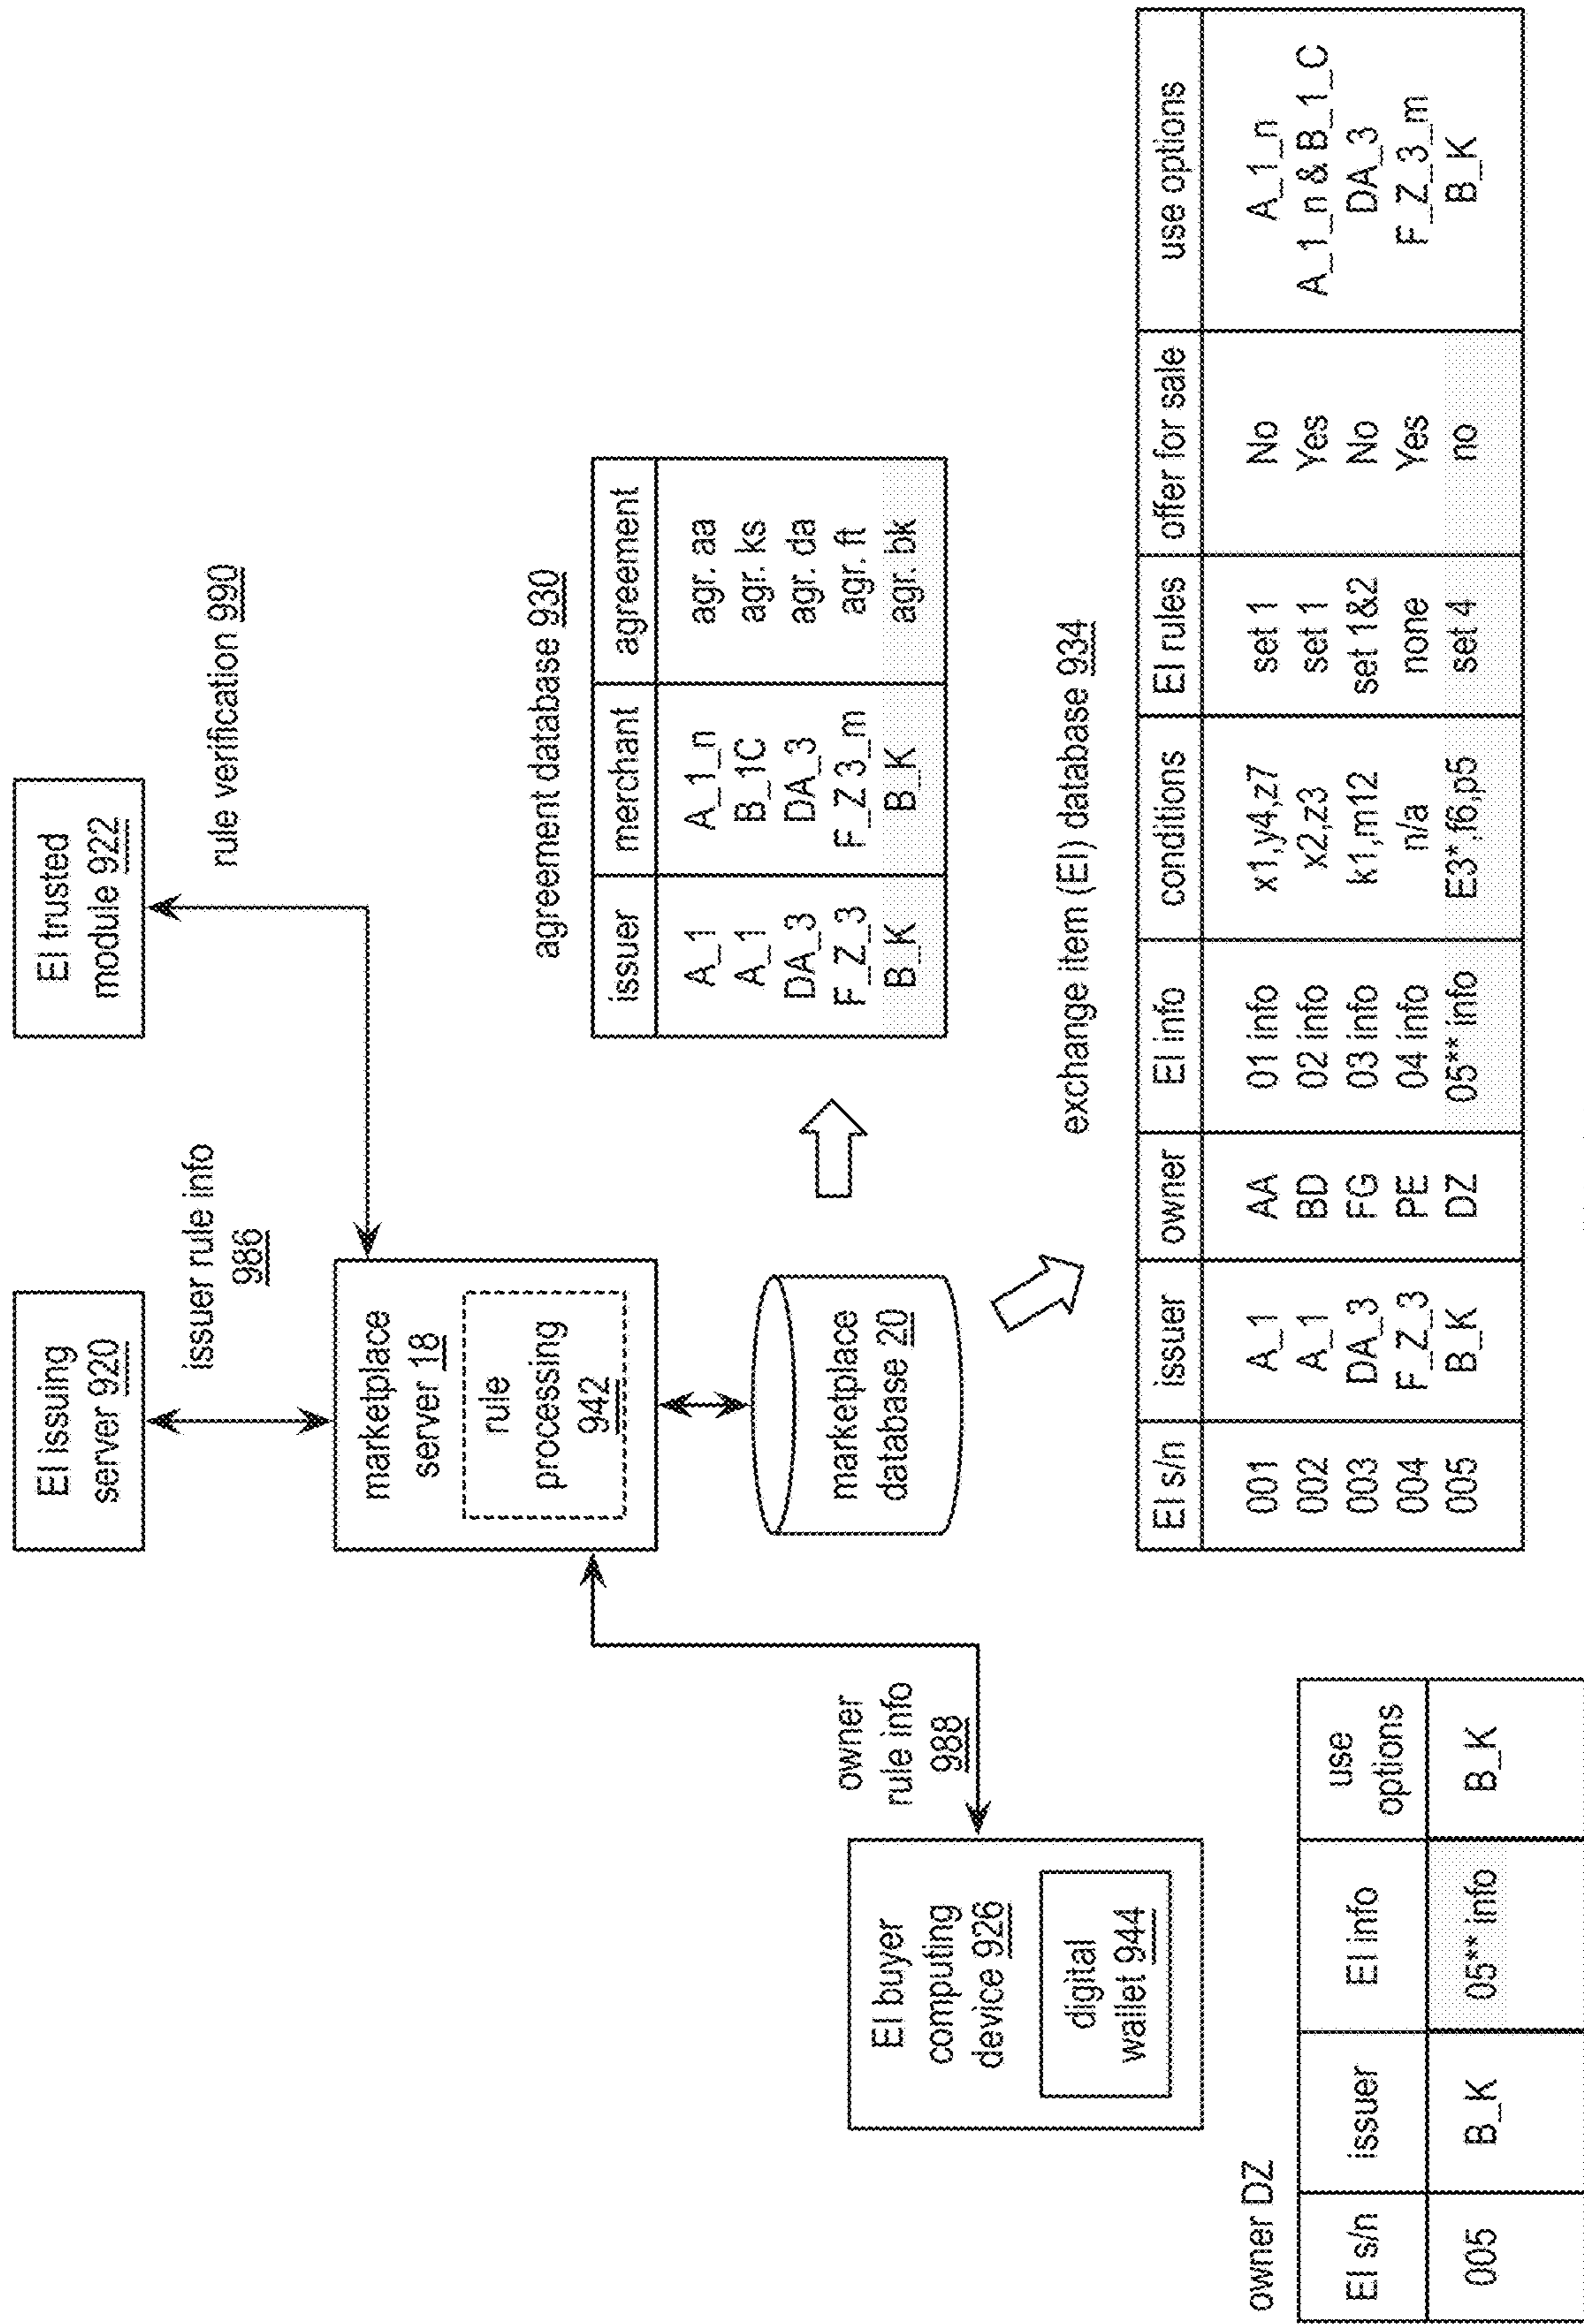 EI issuing
server 920
EI trusted
module 922
issuer rule info
986
rule verification 990
marketplace
server 18
rule
processing
942
marketplace
database 20
owner
rule info
988
EI buyer
computing
device 926
digital
wallet 944
agreement database 930
issuer merchant agreement
A_1 A_1_n agr. aa
A_1 B_1C agr. ks
DA_3 DA_3 agr. da
F_Z_3 F_Z 3_m agr. ft
B_K B_K agr. bk
exchange item (EI) database 934
EI s/n issuer owner EI info conditions EI rules offer for sale use options
001 A_1 AA 01 info x1,y4,z7 set 1 No A_1_n
002 A_1 BD 02 info x2,z3 set 1 Yes A_1_n & B_1_C
003 DA_3 FG 03 info k1,m12 set 1&2 No DA_3
004 F_Z_3 PE 04 info n/a none Yes F_Z_3_m
005 B_K DZ 05** info E3*,f6,p5 set 4 no B_K
owner DZ
EI s/n issuer EI info use
options
005 B_K 05** info B_K